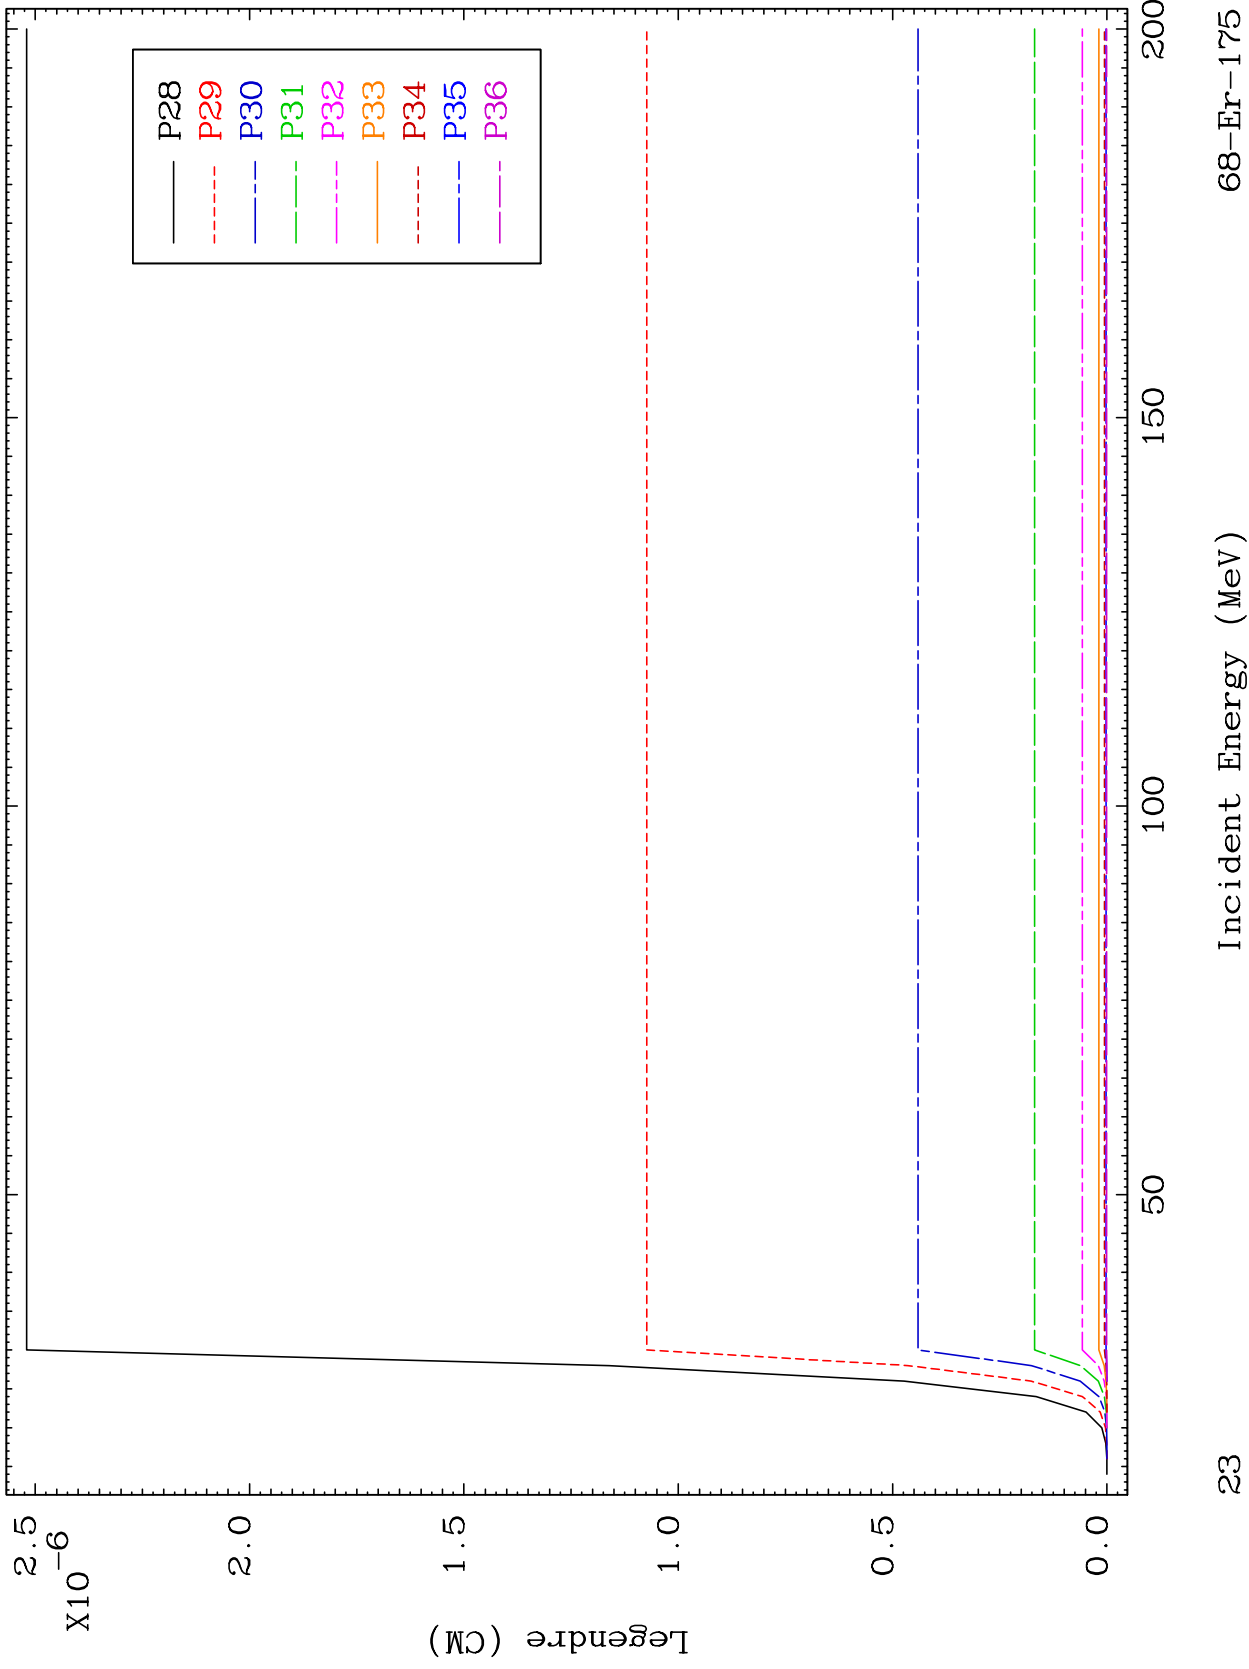 X10-6
2.5
2.0
1.5
1.0
0.5
0.0
Legendre (CM)
P28
P29
P30
P31
P32
P33
P34
P35
P36
50
100
150
200
23
Incident Energy (MeV)
68-Er-175